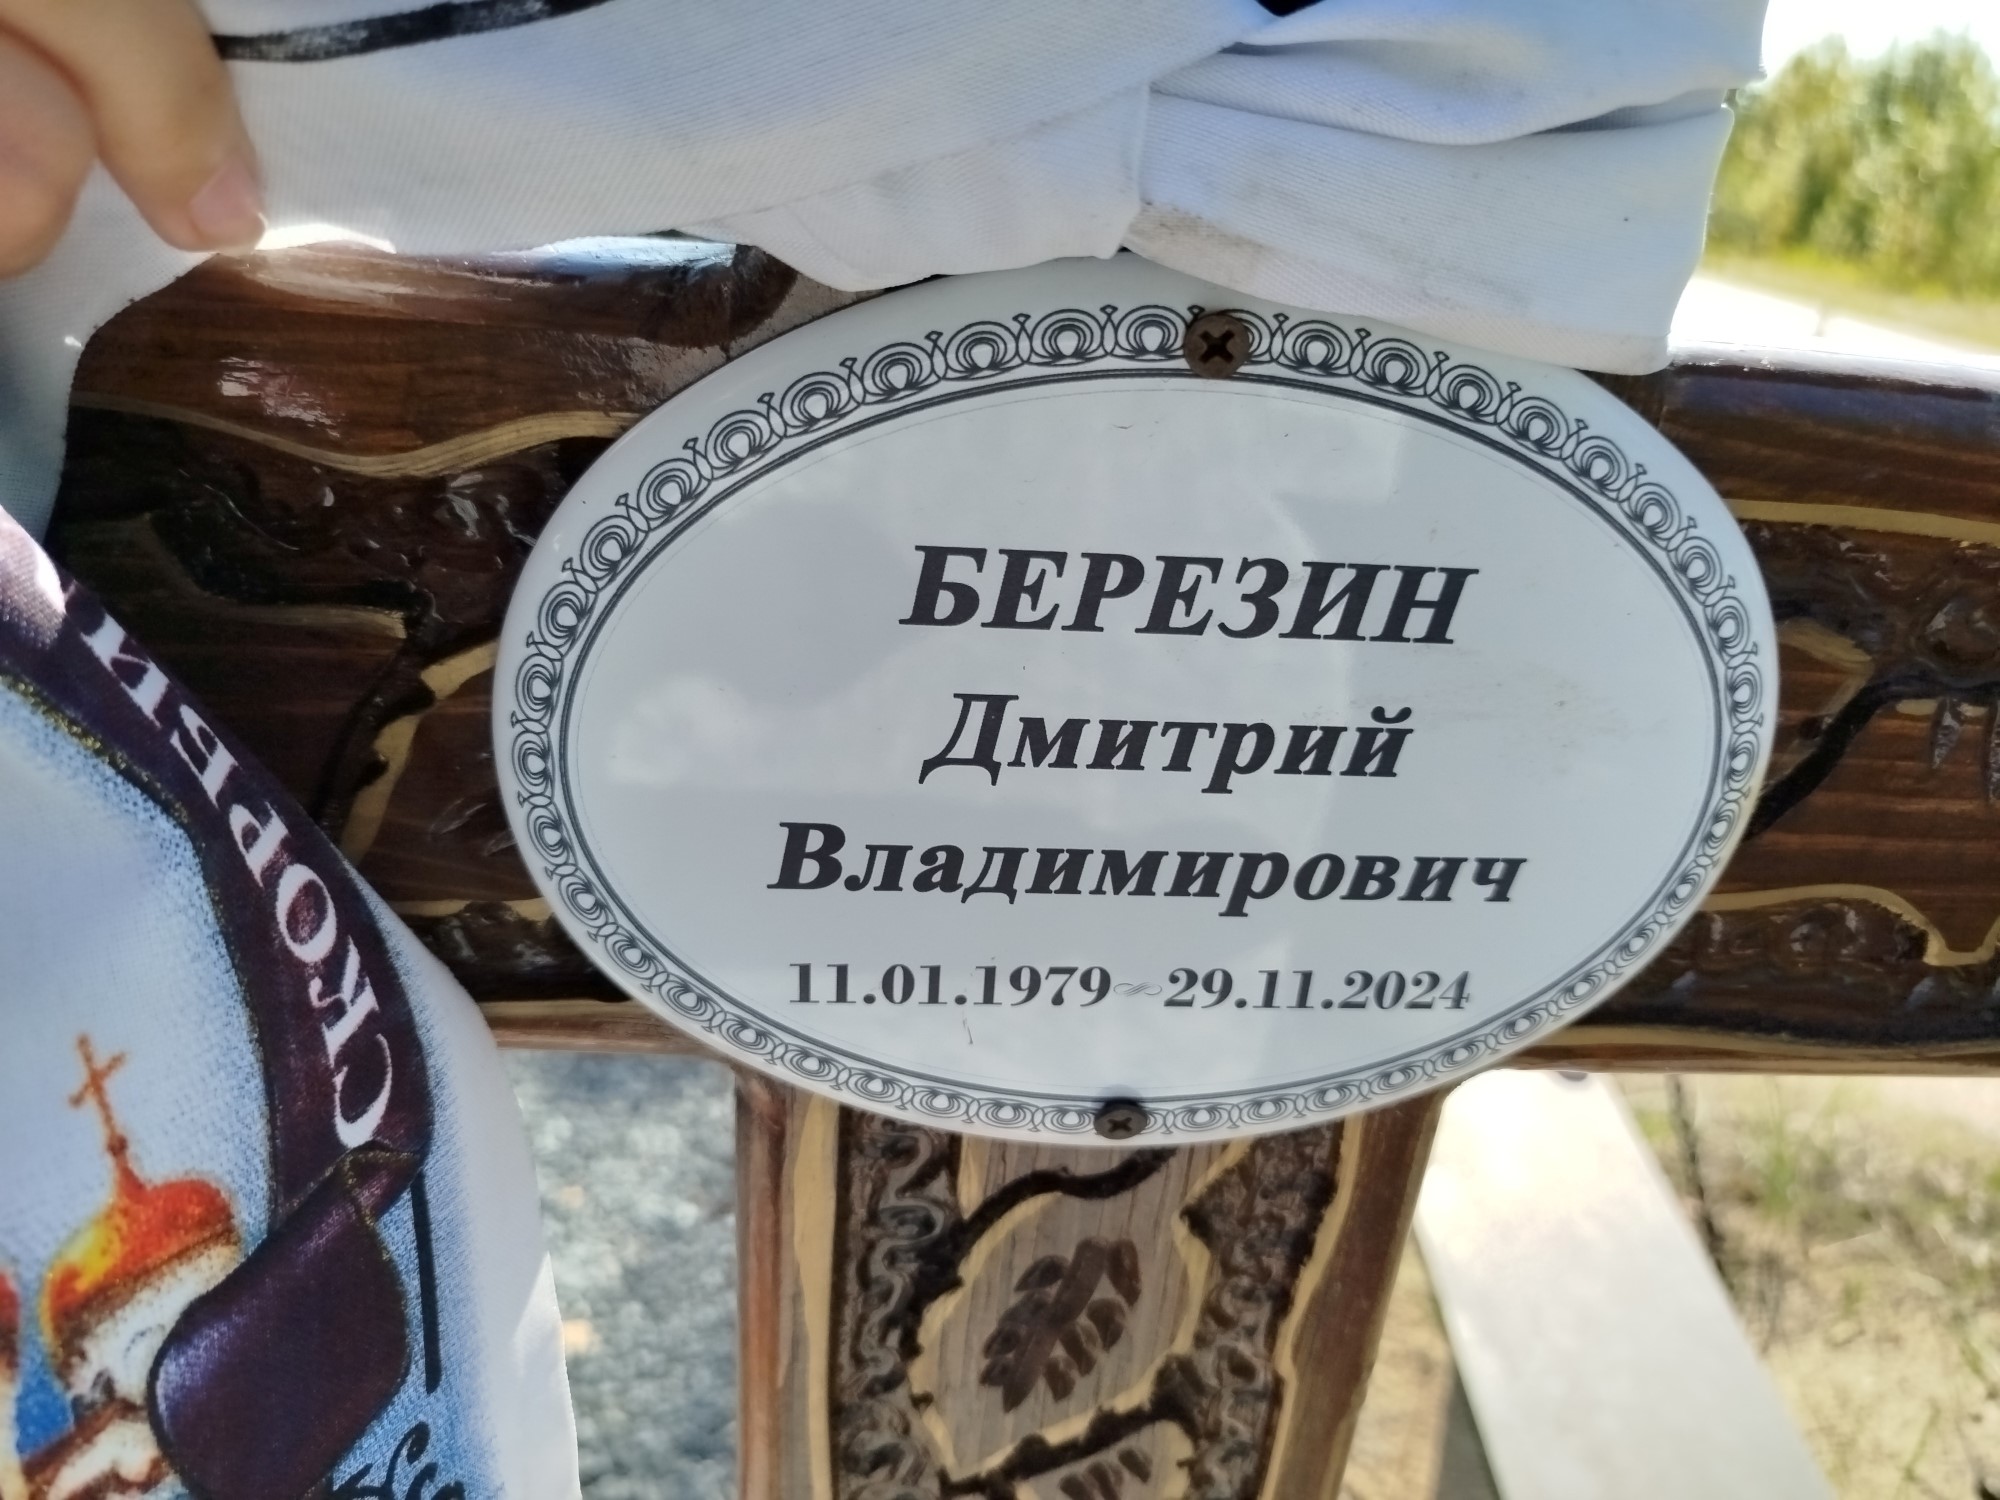 БЕРЕЗИН
Дмитрий
Владимирович
11.01.1979~29.11.2024
СКОРБИМ